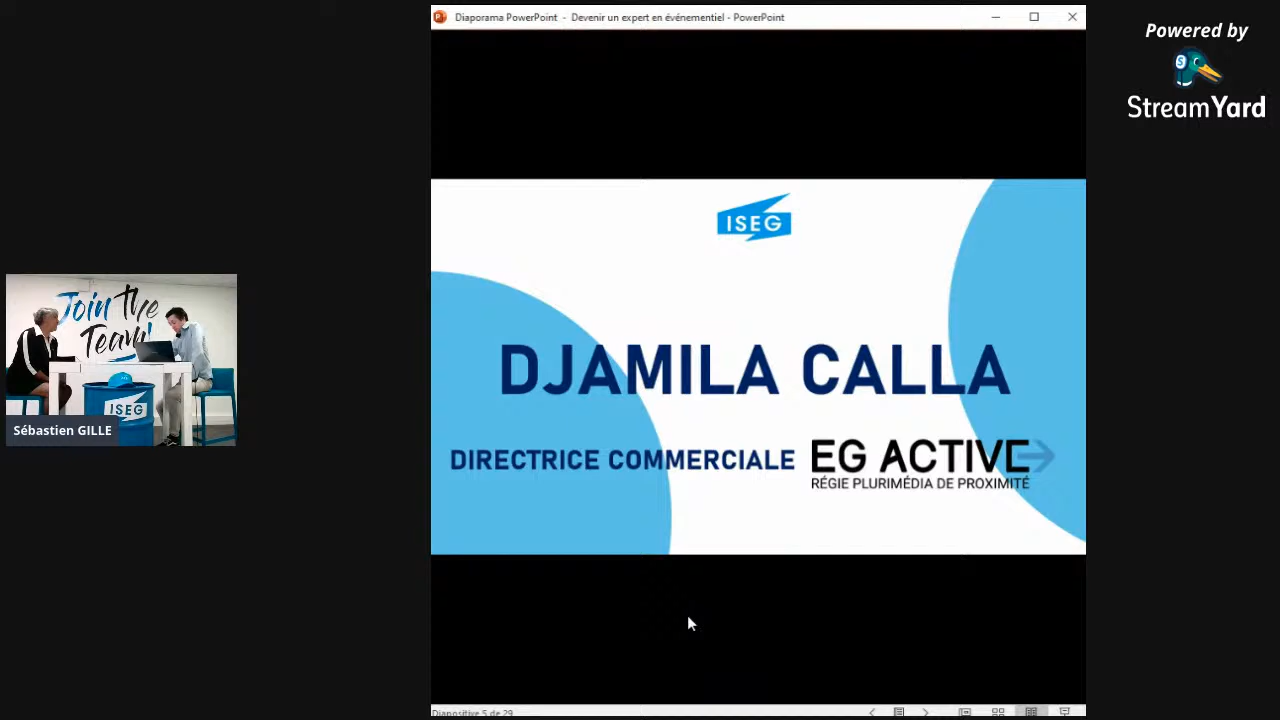 Diaporama PowerPoint - Devenir un expert en événementiel - PowerPoint
Powered by
StreamYard
ISEG
DJAMILA CALLA
DIRECTRICE COMMERCIALE
EG ACTIVE
RÉGIE PLURIMÉDIA DE PROXIMITÉ
Join the
Team!
ISEG
Sébastien GILLE
Diapositive 5 de 29